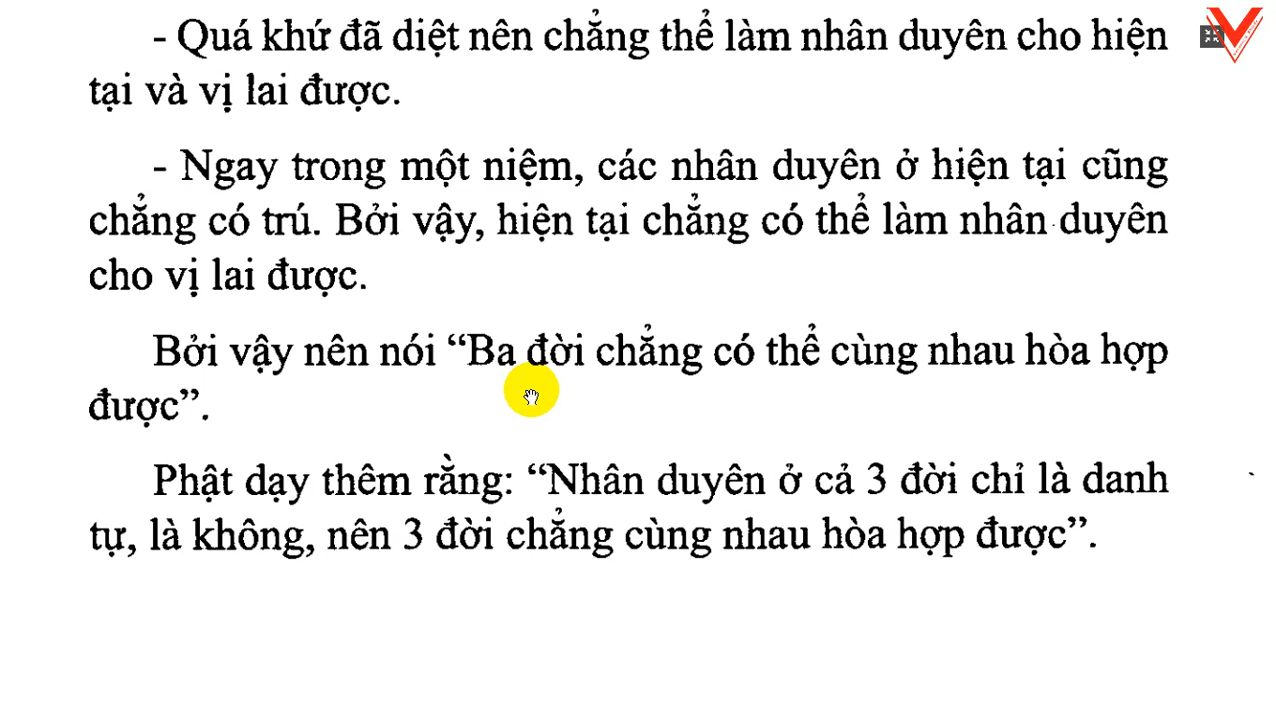 - Quá khứ đã diệt nên chẳng thể làm nhân duyên cho hiện
tại và vị lai được.
- Ngay trong một niệm, các nhân duyên ở hiện tại cũng
chẳng có trú. Bởi vậy, hiện tại chẳng có thể làm nhân duyên
cho vị lai được.
Bởi vậy nên nói “Ba đời chẳng có thể cùng nhau hòa hợp
được”.
Phật dạy thêm rằng: “Nhân duyên ở cả 3 đời chỉ là danh
tự, là không, nên 3 đời chẳng cùng nhau hòa hợp được”.